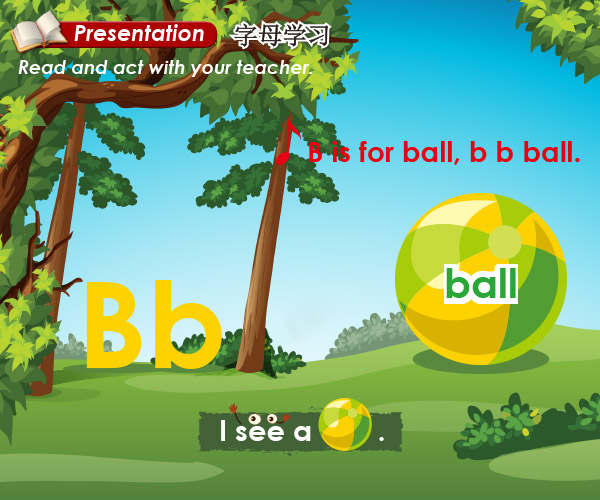 Presentation 字母学习
Read and act with your teacher.
B is for ball, b b ball.
ball
Bb
I see a .